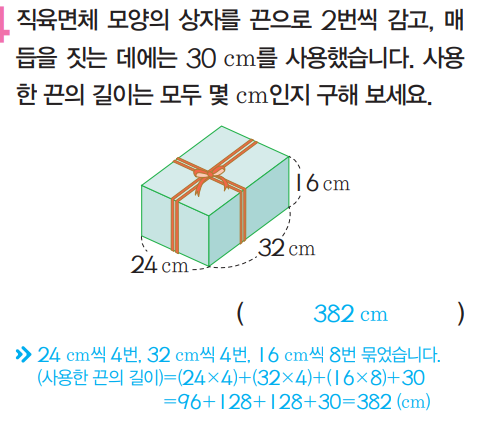 직육면체 모양의 상자를 끈으로 2번씩 감고, 매
듭을 짓는 데에는 30 cm를 사용했습니다. 사용
한 끈의 길이는 모두 몇 cm인지 구해 보세요.
16 cm
32 cm
24 cm
( 382 cm )
» 24 cm씩 4번, 32 cm씩 4번, 16 cm씩 8번 묶었습니다.
(사용한 끈의 길이)=(24×4)+(32×4)+(16×8)+30
=96+128+128+30=382 (cm)